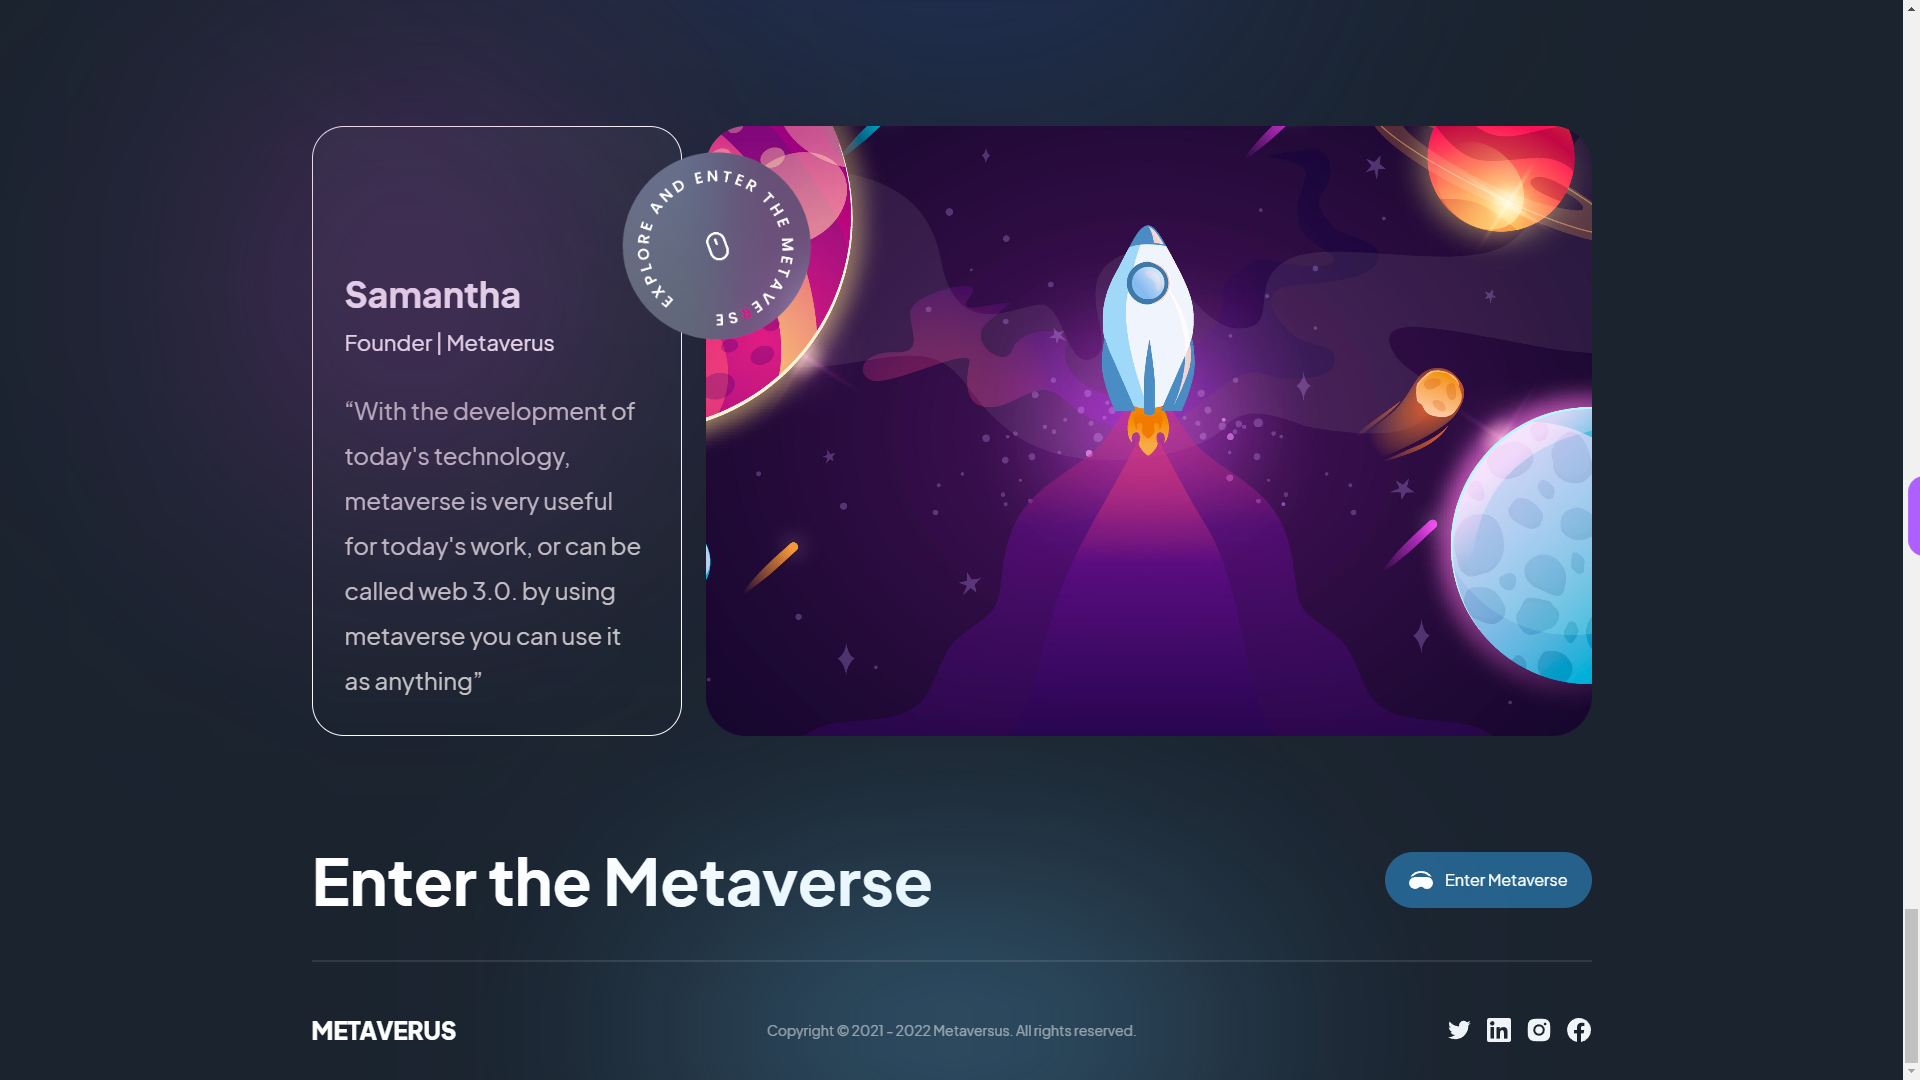 EXPLORE AND ENTER THE METAVERSE
Samantha
Founder | Metaverus
“With the development of
today's technology,
metaverse is very useful
for today's work, or can be
called web 3.0. by using
metaverse you can use it
as anything”
Enter the Metaverse
Enter Metaverse
METAVERUS
Copyright © 2021 - 2022 Metaversus. All rights reserved.